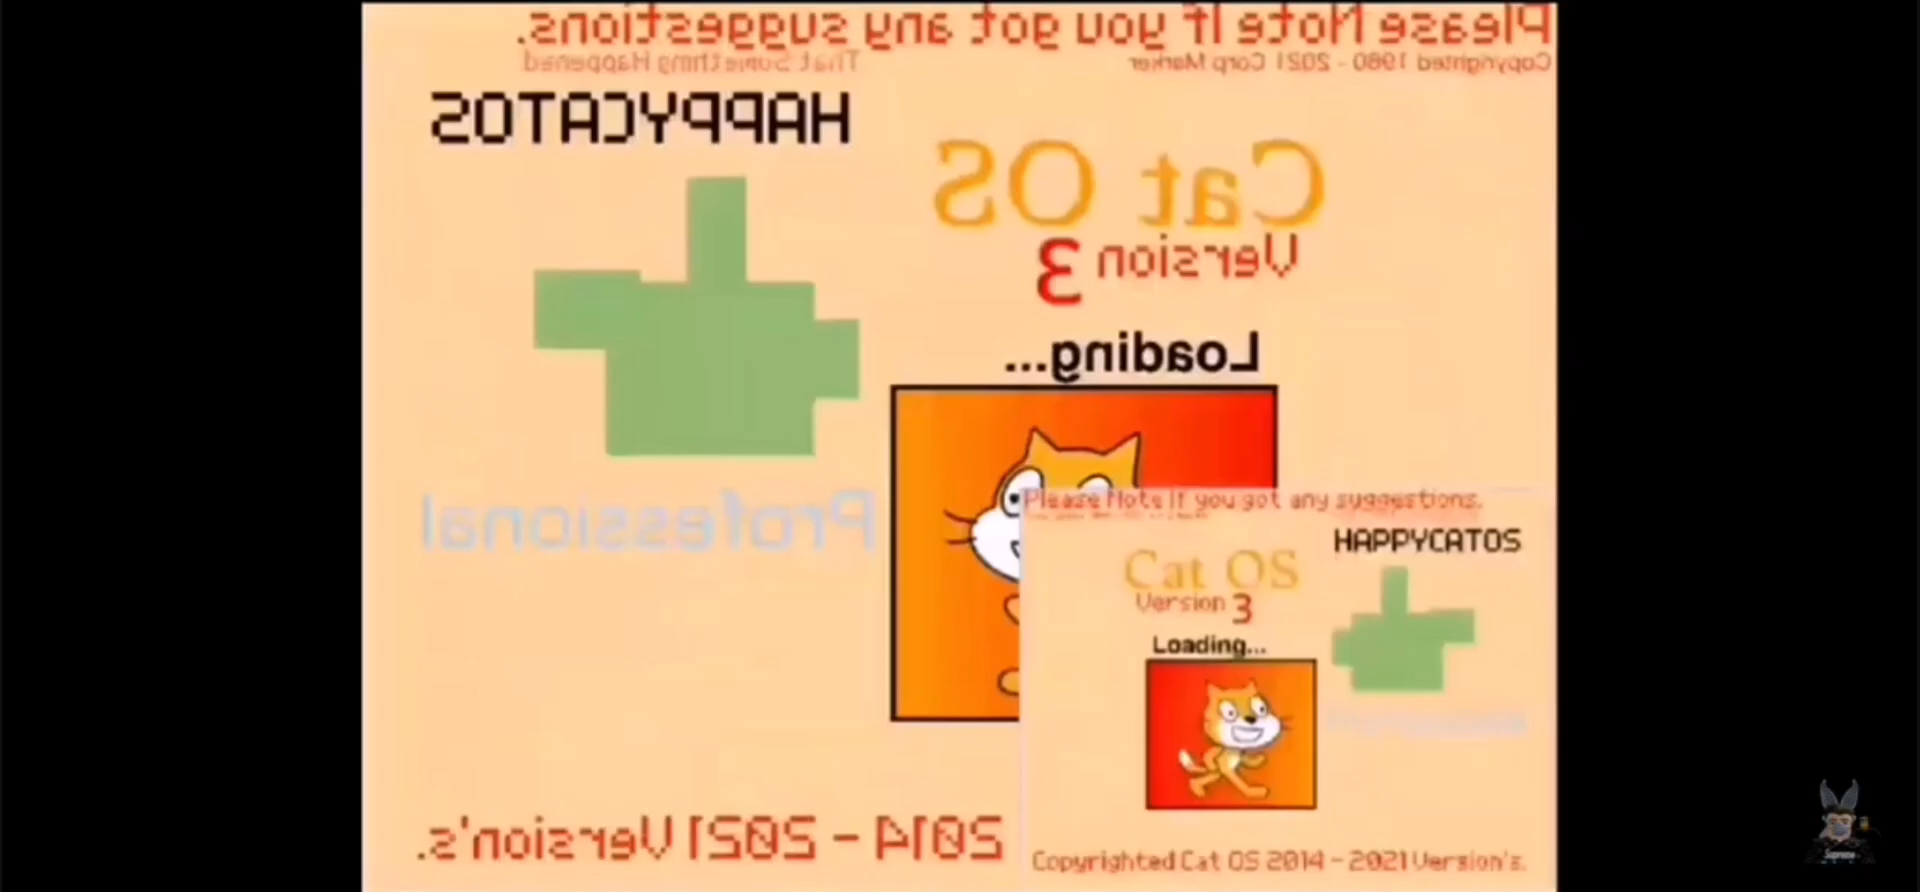 Please Note If you got any suggestions.
Copyrighted 1980 - 2021 Corp Marker
That Something Happened
HAPPYCATOS
Cat OS
Version 3
Loading...
Professional
2014 - 2021 Version's.
Please Note If you got any suggestions.
HAPPYCATOS
Cat OS
Version 3
Loading...
Copyrighted Cat OS 2014 - 2021 Version's.
Supreme